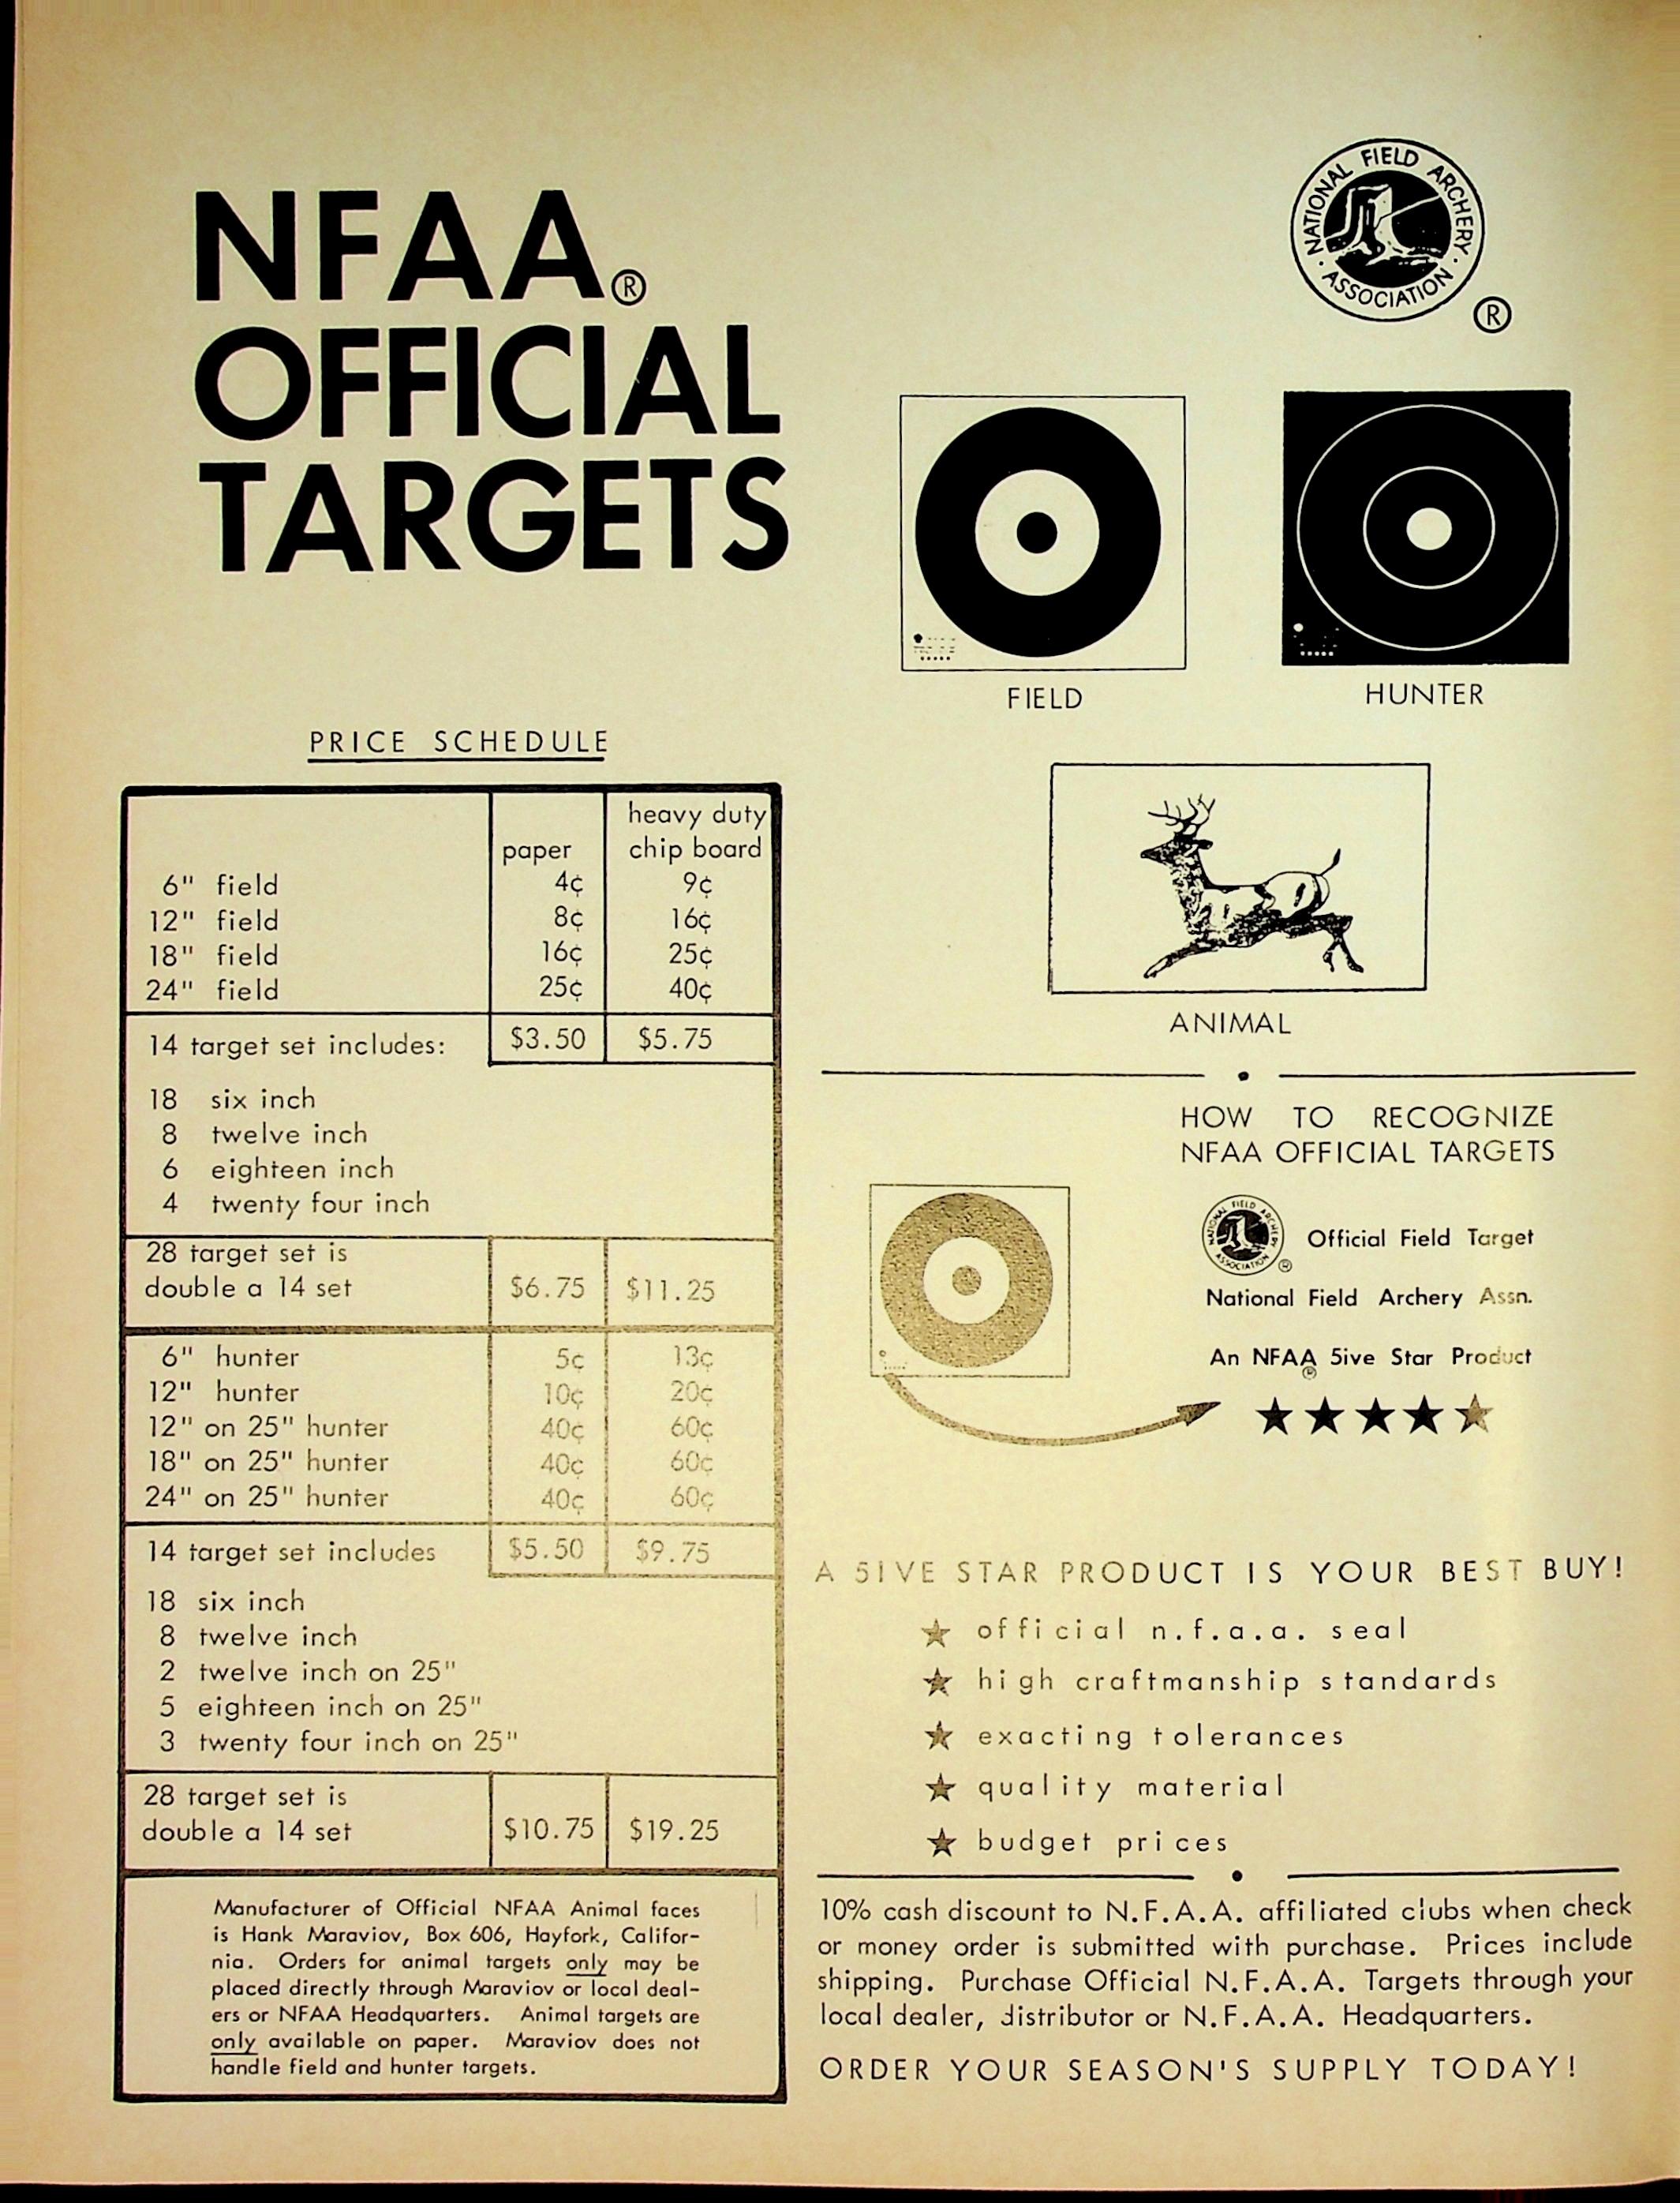 NFAA®
OFFICIAL
TARGETS
NATIONAL FIELD ARCHERY
· ASSOCIATION ·
®
FIELD
HUNTER
ANIMAL
PRICE SCHEDULE
paper heavy duty chip board
6" field 4¢ 9¢
12" field 8¢ 16¢
18" field 16¢ 25¢
24" field 25¢ 40¢
14 target set includes: $3.50 $5.75
18 six inch
8 twelve inch
6 eighteen inch
4 twenty four inch
28 target set is
double a 14 set $6.75 $11.25
6" hunter 5¢ 13¢
12" hunter 10¢ 20¢
12" on 25" hunter 40¢ 60¢
18" on 25" hunter 40¢ 60¢
24" on 25" hunter 40¢ 60¢
14 target set includes $5.50 $9.75
18 six inch
8 twelve inch
2 twelve inch on 25"
5 eighteen inch on 25"
3 twenty four inch on 25"
28 target set is
double a 14 set $10.75 $19.25
Manufacturer of Official NFAA Animal faces
is Hank Maraviov, Box 606, Hayfork, Califor-
nia. Orders for animal targets only may be
placed directly through Maraviov or local deal-
ers or NFAA Headquarters. Animal targets are
only available on paper. Maraviov does not
handle field and hunter targets.
HOW TO RECOGNIZE
NFAA OFFICIAL TARGETS
NATIONAL FIELD ARCHERY
ASSOCIATION
®
Official Field Target
National Field Archery Assn.
An NFAA® 5ive Star Product
★★★★★
A 5IVE STAR PRODUCT IS YOUR BEST BUY!
★ official n.f.a.a. seal
★ high craftmanship standards
★ exacting tolerances
★ quality material
★ budget prices
10% cash discount to N.F.A.A. affiliated clubs when check
or money order is submitted with purchase. Prices include
shipping. Purchase Official N.F.A.A. Targets through your
local dealer, distributor or N.F.A.A. Headquarters.
ORDER YOUR SEASON'S SUPPLY TODAY!